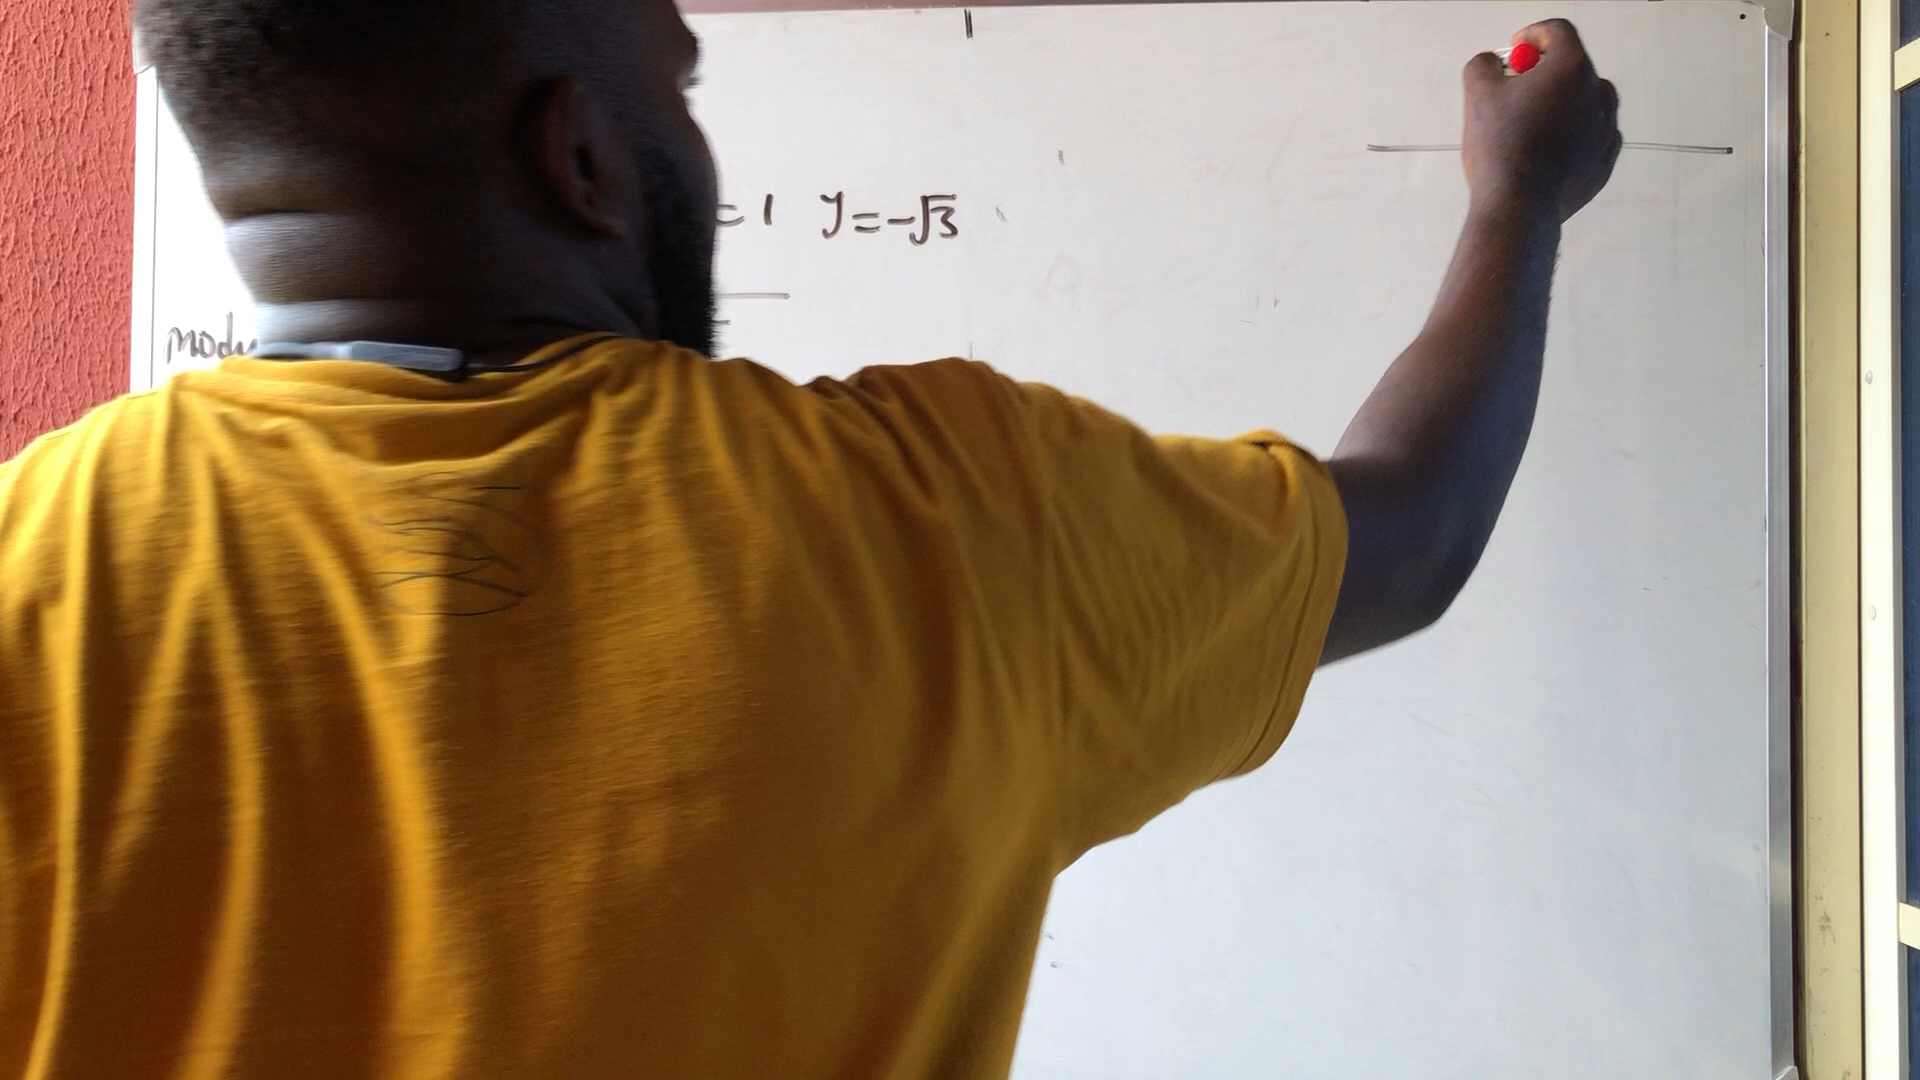 = 1 y = -√3
modu